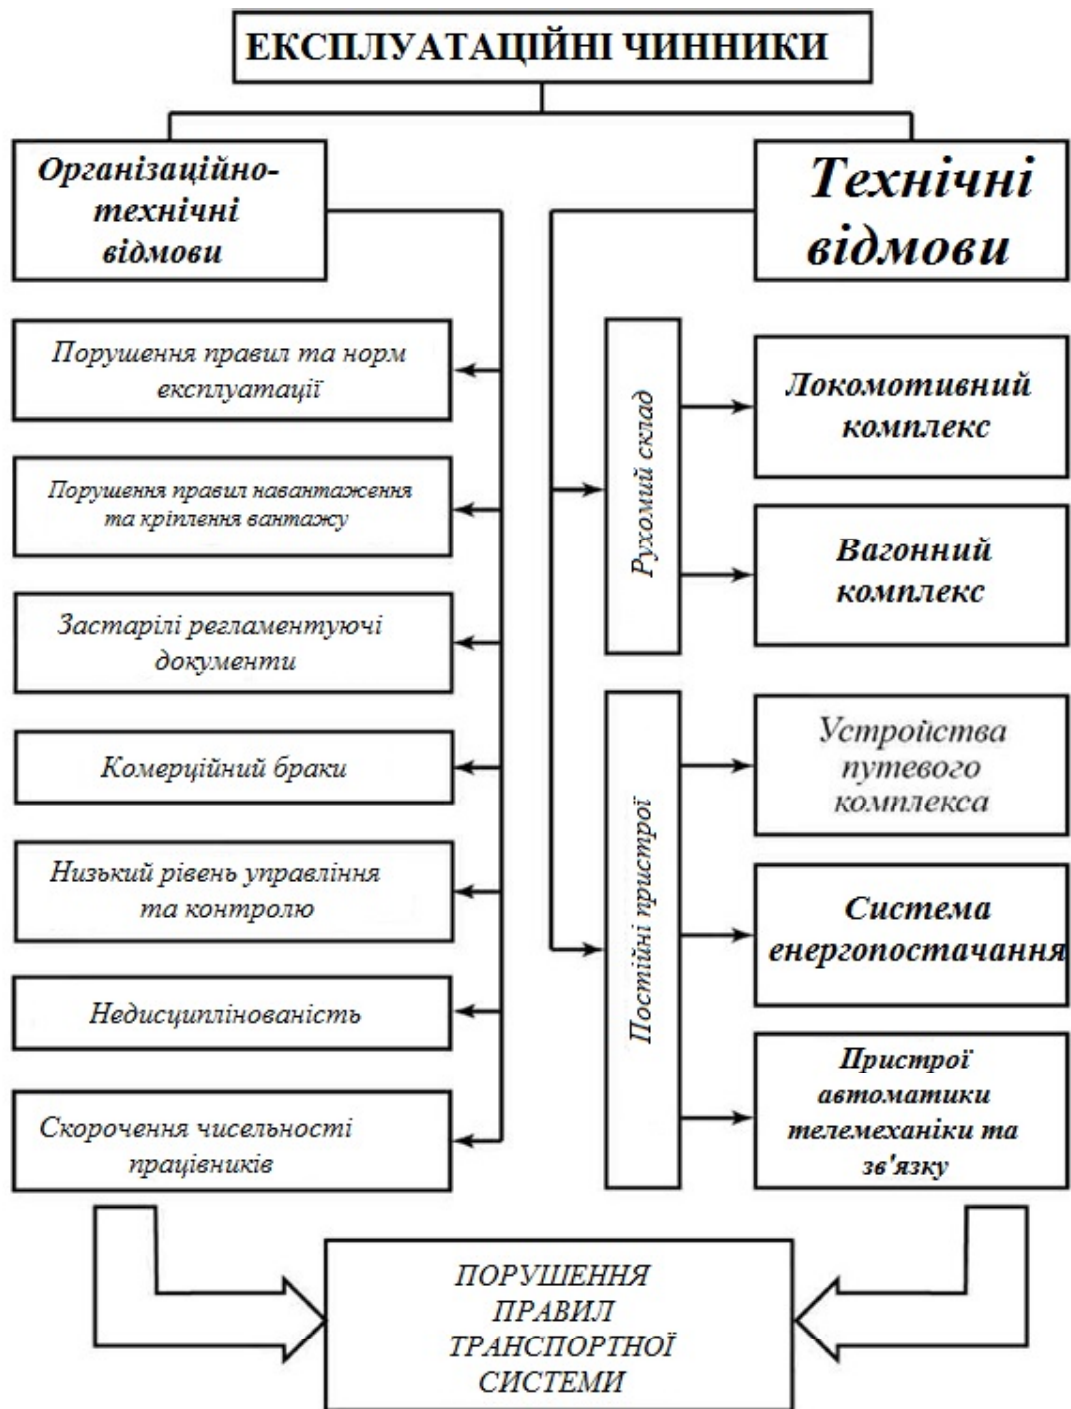 ЕКСПЛУАТАЦІЙНІ ЧИННИКИ
Організаційно-
технічні
відмови
Порушення правил та норм
експлуатації
Порушення правил навантаження
та кріплення вантажу
Застарілі регламентуючі
документи
Комерційний браки
Низький рівень управління
та контролю
Недисциплінованість
Скорочення чисельності
працівників
Технічні
відмови
Рухомий склад
Локомотивний
комплекс
Вагонний
комплекс
Постійні пристрої
Устройства
путевого
комплекса
Система
енергопостачання
Пристрої
автоматики
телемеханіки та
зв'язку
ПОРУШЕННЯ
ПРАВИЛ
ТРАНСПОРТНОЇ
СИСТЕМИ